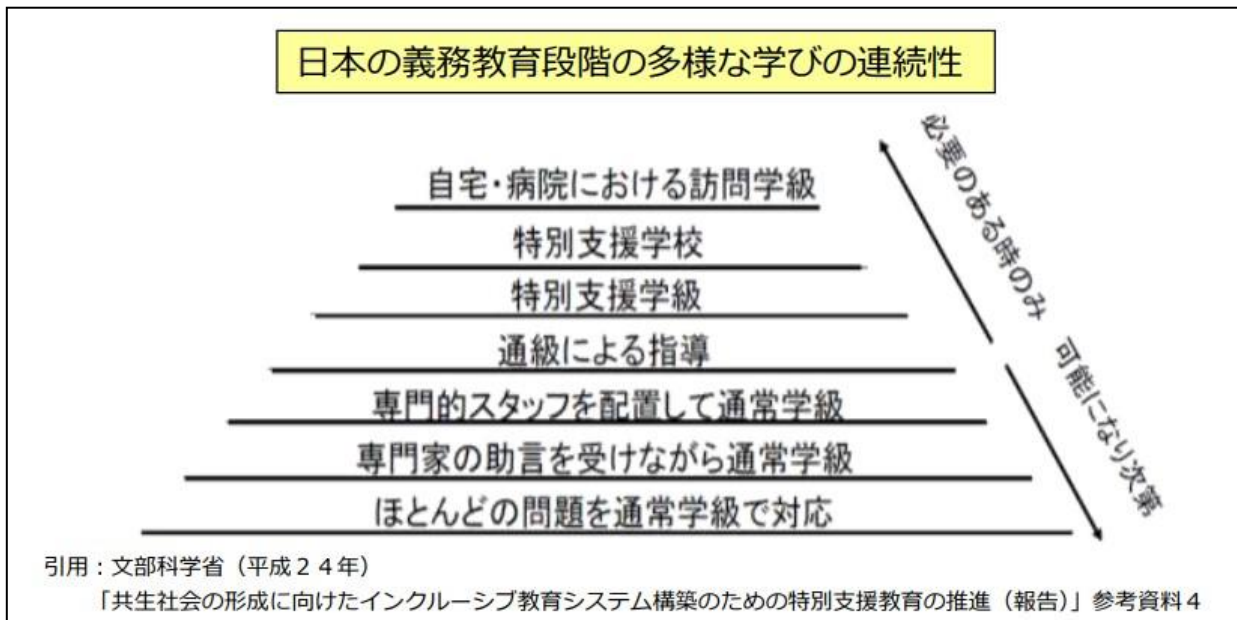 日本の義務教育段階の多様な学びの連続性
自宅・病院における訪問学級
特別支援学校
特別支援学級
通級による指導
専門的スタッフを配置して通常学級
専門家の助言を受けながら通常学級
ほとんどの問題を通常学級で対応
必要のある時のみ
可能になり次第
引用：文部科学省（平成２４年）
「共生社会の形成に向けたインクルーシブ教育システム構築のための特別支援教育の推進（報告）」参考資料４